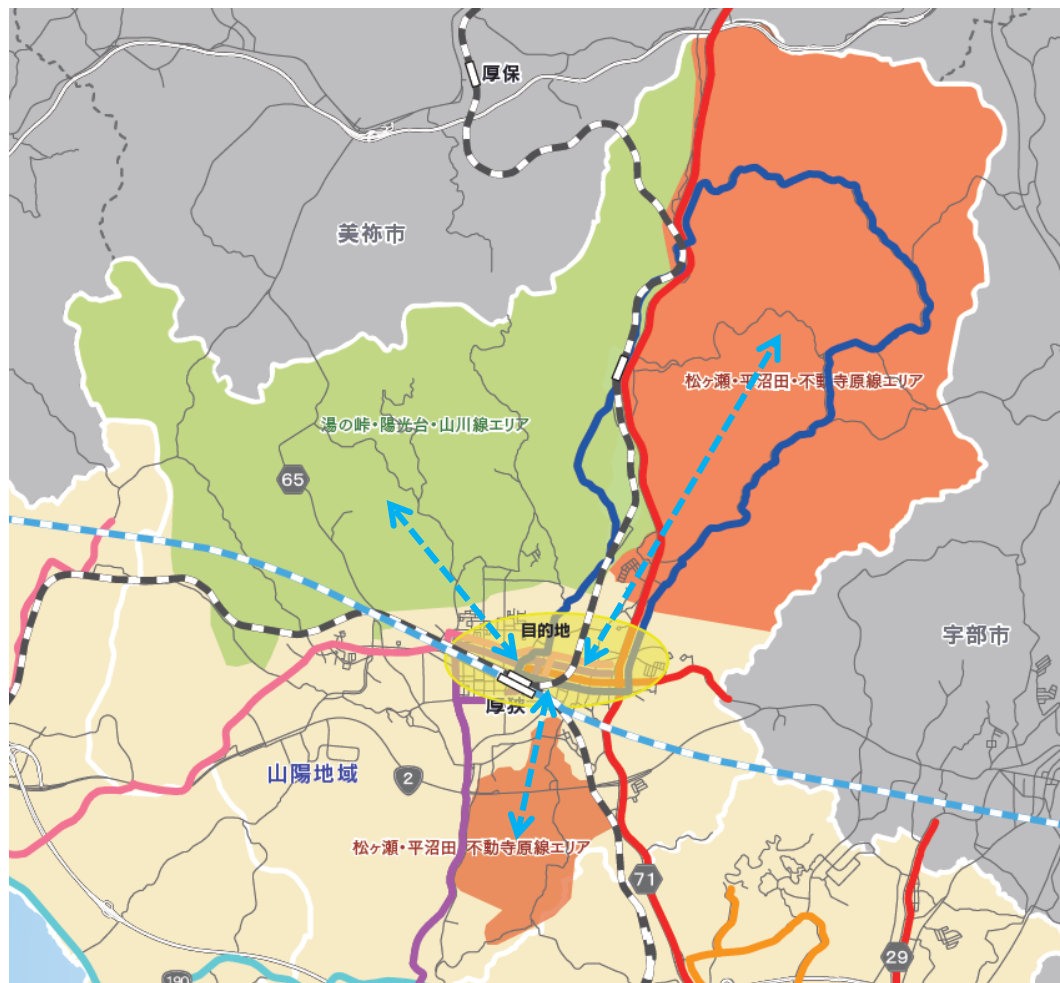 厚保
美祢市
松ヶ瀬・平沼田・不動寺原線エリア
湯の峠・陽光台・山川線エリア
65
目的地
宇部市
厚狭
山陽地域
2
松ヶ瀬・平沼田 不動寺原線エリア
71
29
190